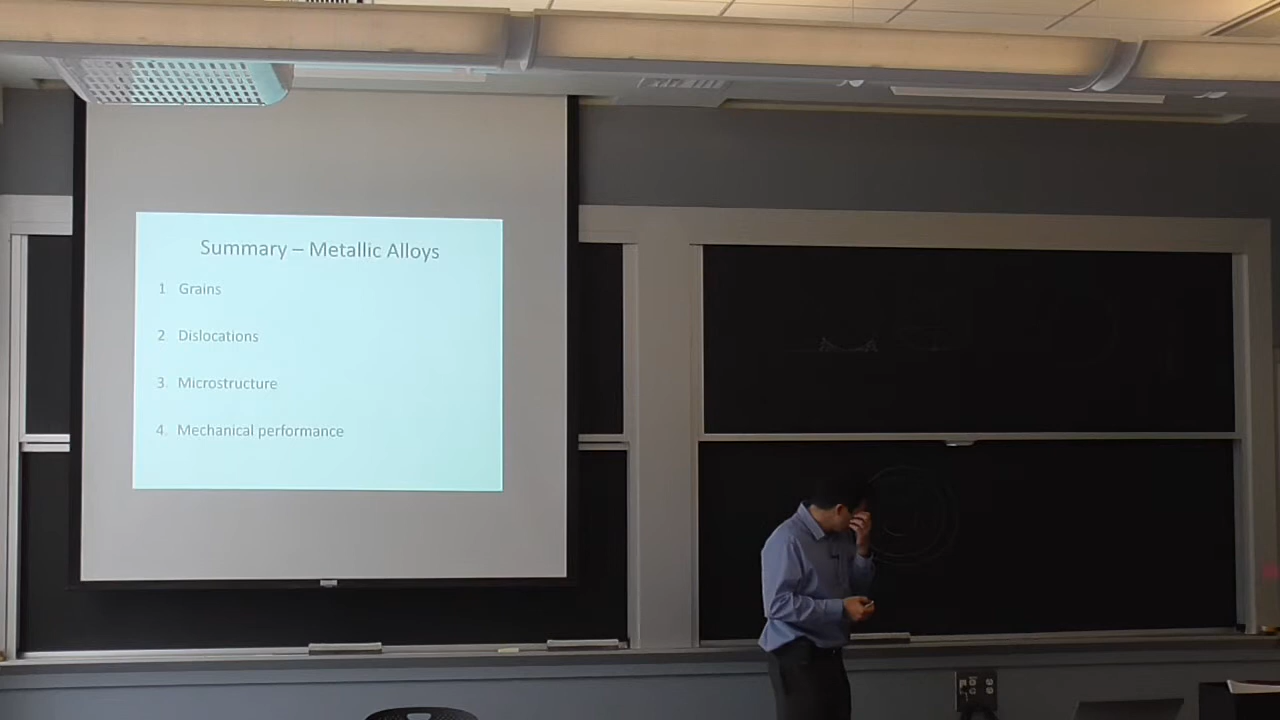 Summary – Metallic Alloys
1 Grains
2 Dislocations
3. Microstructure
4. Mechanical performance